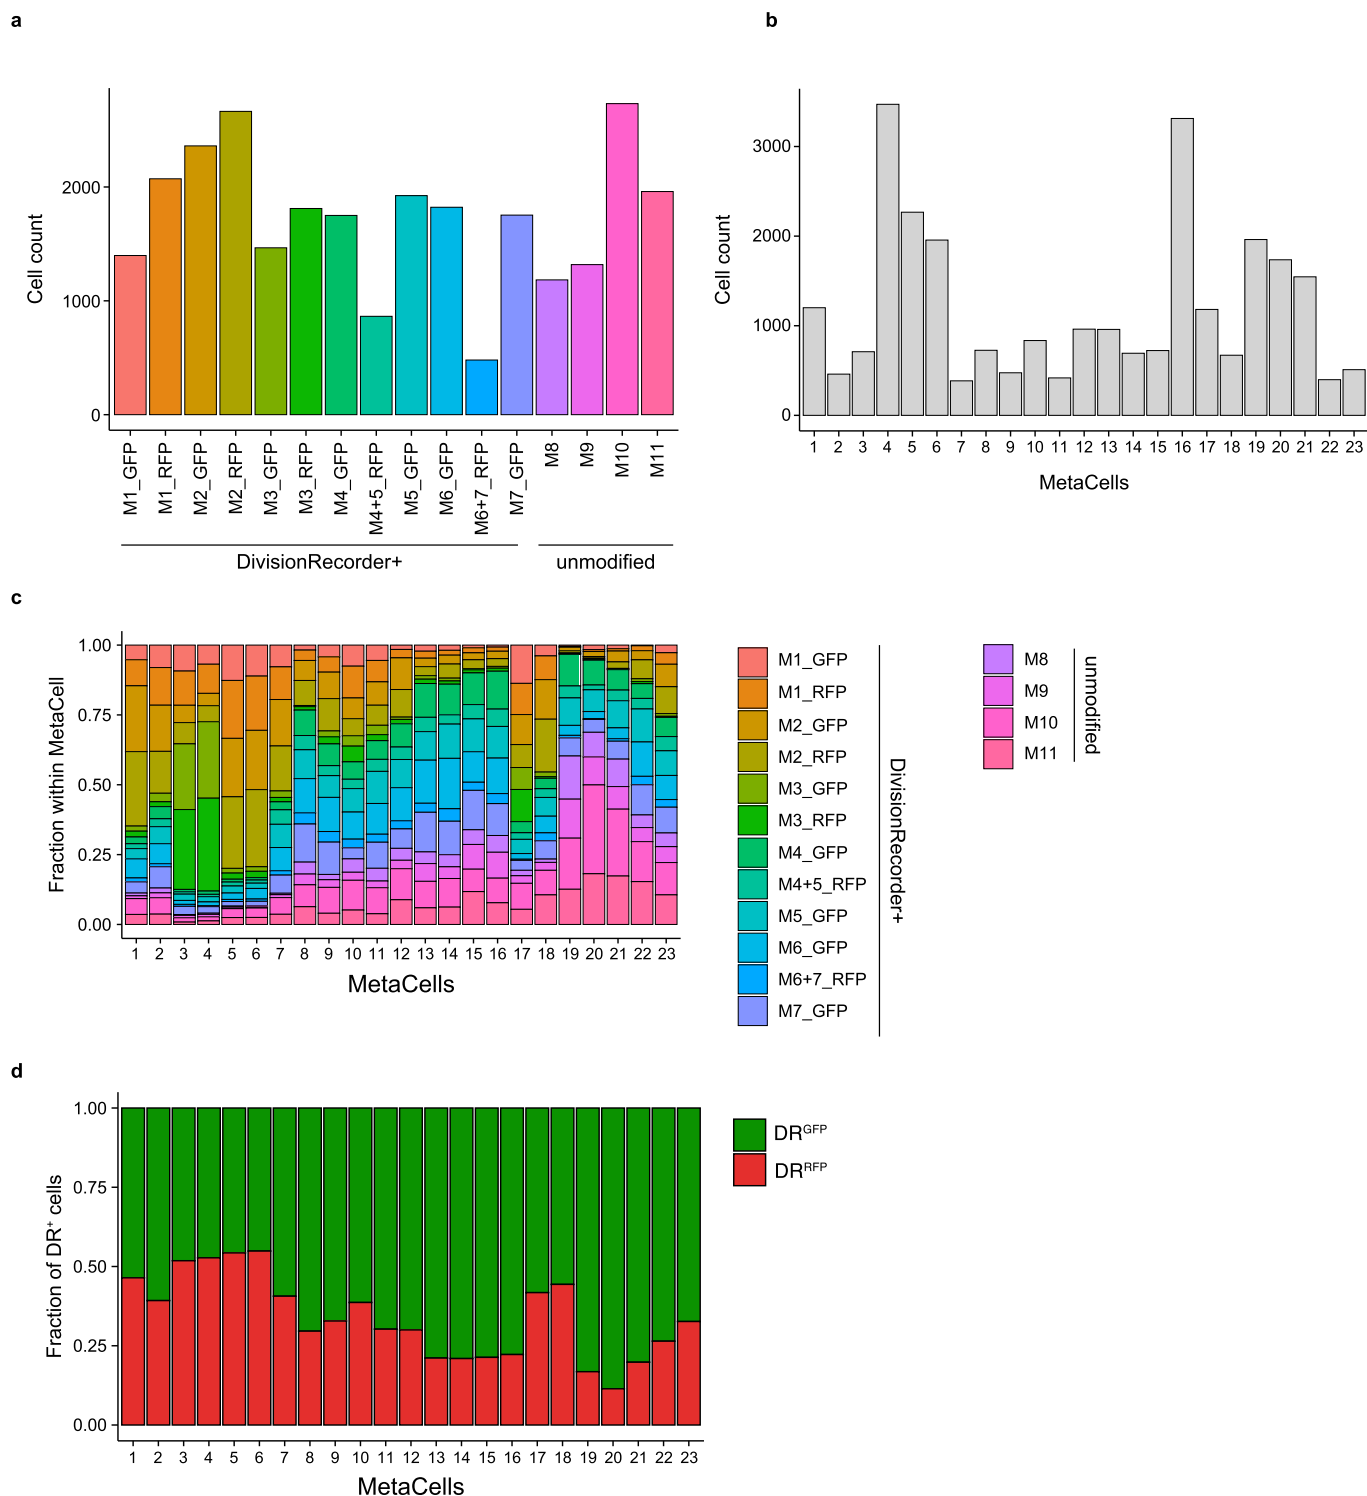 a
b
Cell count
2000
1000
0
M1_GFP
M1_RFP
M2_GFP
M2_RFP
M3_GFP
M3_RFP
M4_GFP
M4+5_RFP
M5_GFP
M6_GFP
M6+7_RFP
M7_GFP
M8
M9
M10
M11
DivisionRecorder+
unmodified
Cell count
3000
2000
1000
0
1 2 3 4 5 6 7 8 9 10 11 12 13 14 15 16 17 18 19 20 21 22 23
MetaCells
c
Fraction within MetaCell
1.00
0.75
0.50
0.25
0.00
1 2 3 4 5 6 7 8 9 10 11 12 13 14 15 16 17 18 19 20 21 22 23
MetaCells
M1_GFP
M1_RFP
M2_GFP
M2_RFP
M3_GFP
M3_RFP
M4_GFP
M4+5_RFP
M5_GFP
M6_GFP
M6+7_RFP
M7_GFP
DivisionRecorder+
M8
M9
M10
M11
unmodified
d
Fraction of DR⁺ cells
1.00
0.75
0.50
0.25
0.00
1 2 3 4 5 6 7 8 9 10 11 12 13 14 15 16 17 18 19 20 21 22 23
MetaCells
DRGFP
DRRFP